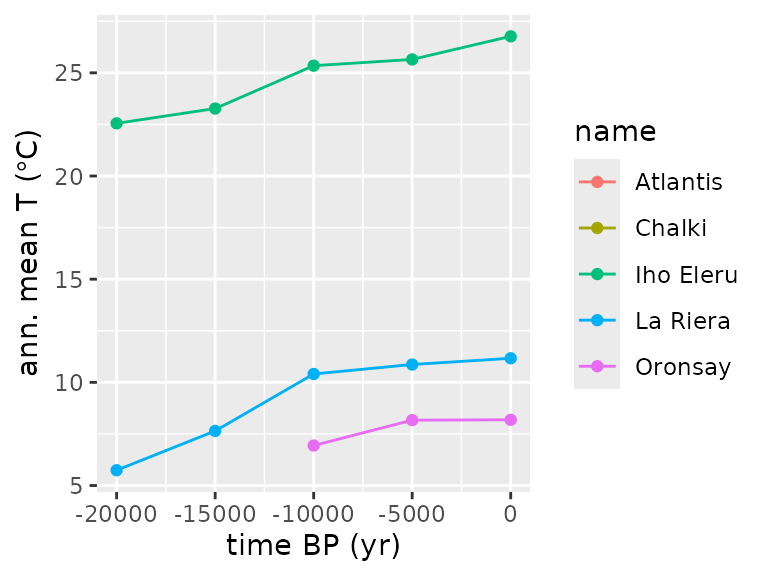 25
20
15
10
5
ann. mean T (°C)
-20000 -15000 -10000 -5000 0
time BP (yr)
name
Atlantis
Chalki
Iho Eleru
La Riera
Oronsay